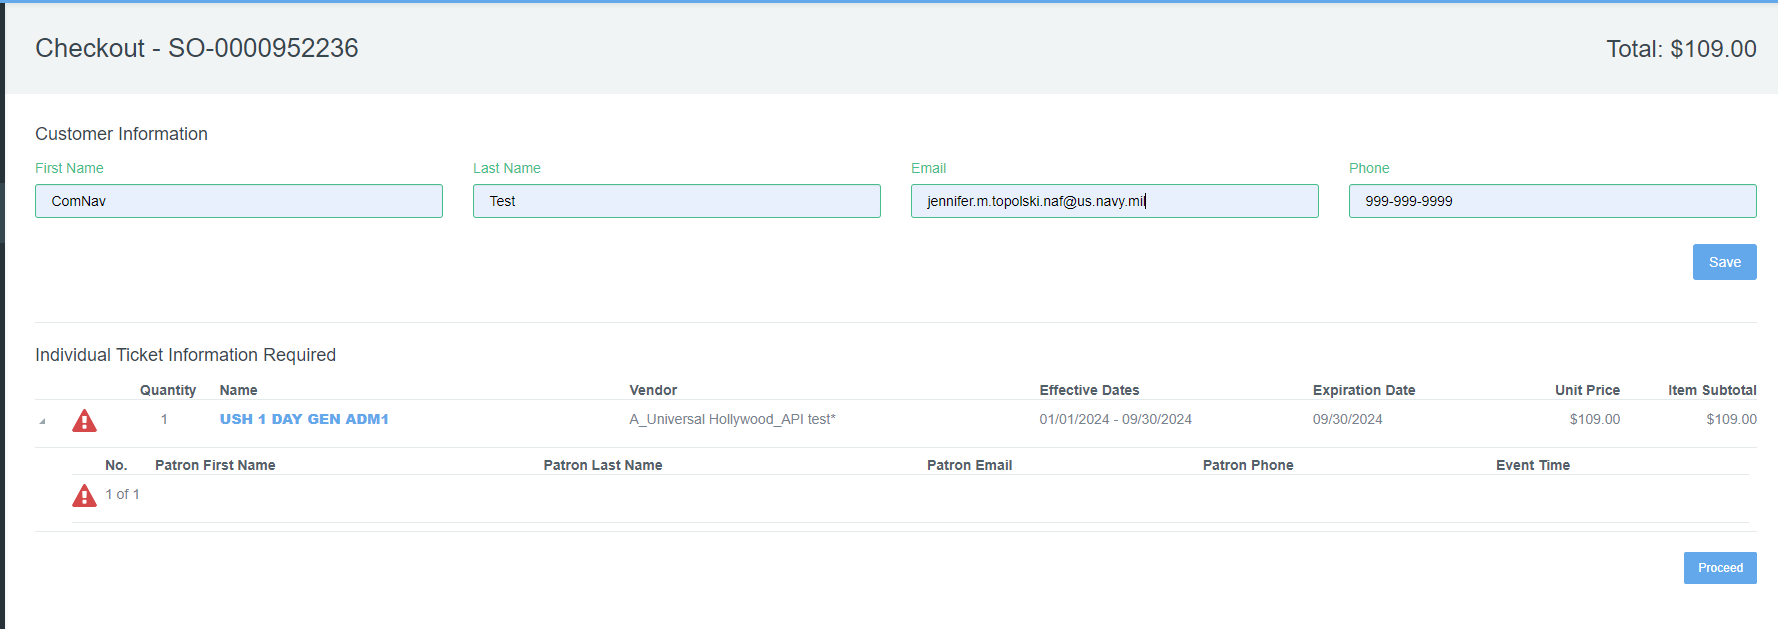 Checkout - SO-0000952236 Total: $109.00
Customer Information
First Name Last Name Email Phone
ComNav Test jennifer.m.topolski.naf@us.navy.mil 999-999-9999
Save
Individual Ticket Information Required
Quantity Name Vendor Effective Dates Expiration Date Unit Price Item Subtotal
1 USH 1 DAY GEN ADM1 A_Universal Hollywood_API test* 01/01/2024 - 09/30/2024 09/30/2024 $109.00 $109.00
No. Patron First Name Patron Last Name Patron Email Patron Phone Event Time
1 of 1
Proceed